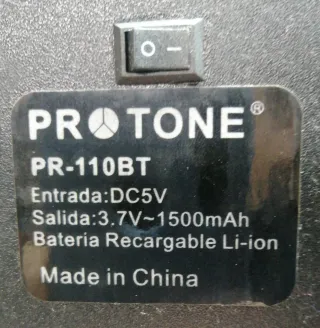 O –
PROTONE®
PR-110BT
Entrada:DC5V
Salida:3.7V~1500mAh
Bateria Recargable Li-ion
Made in China